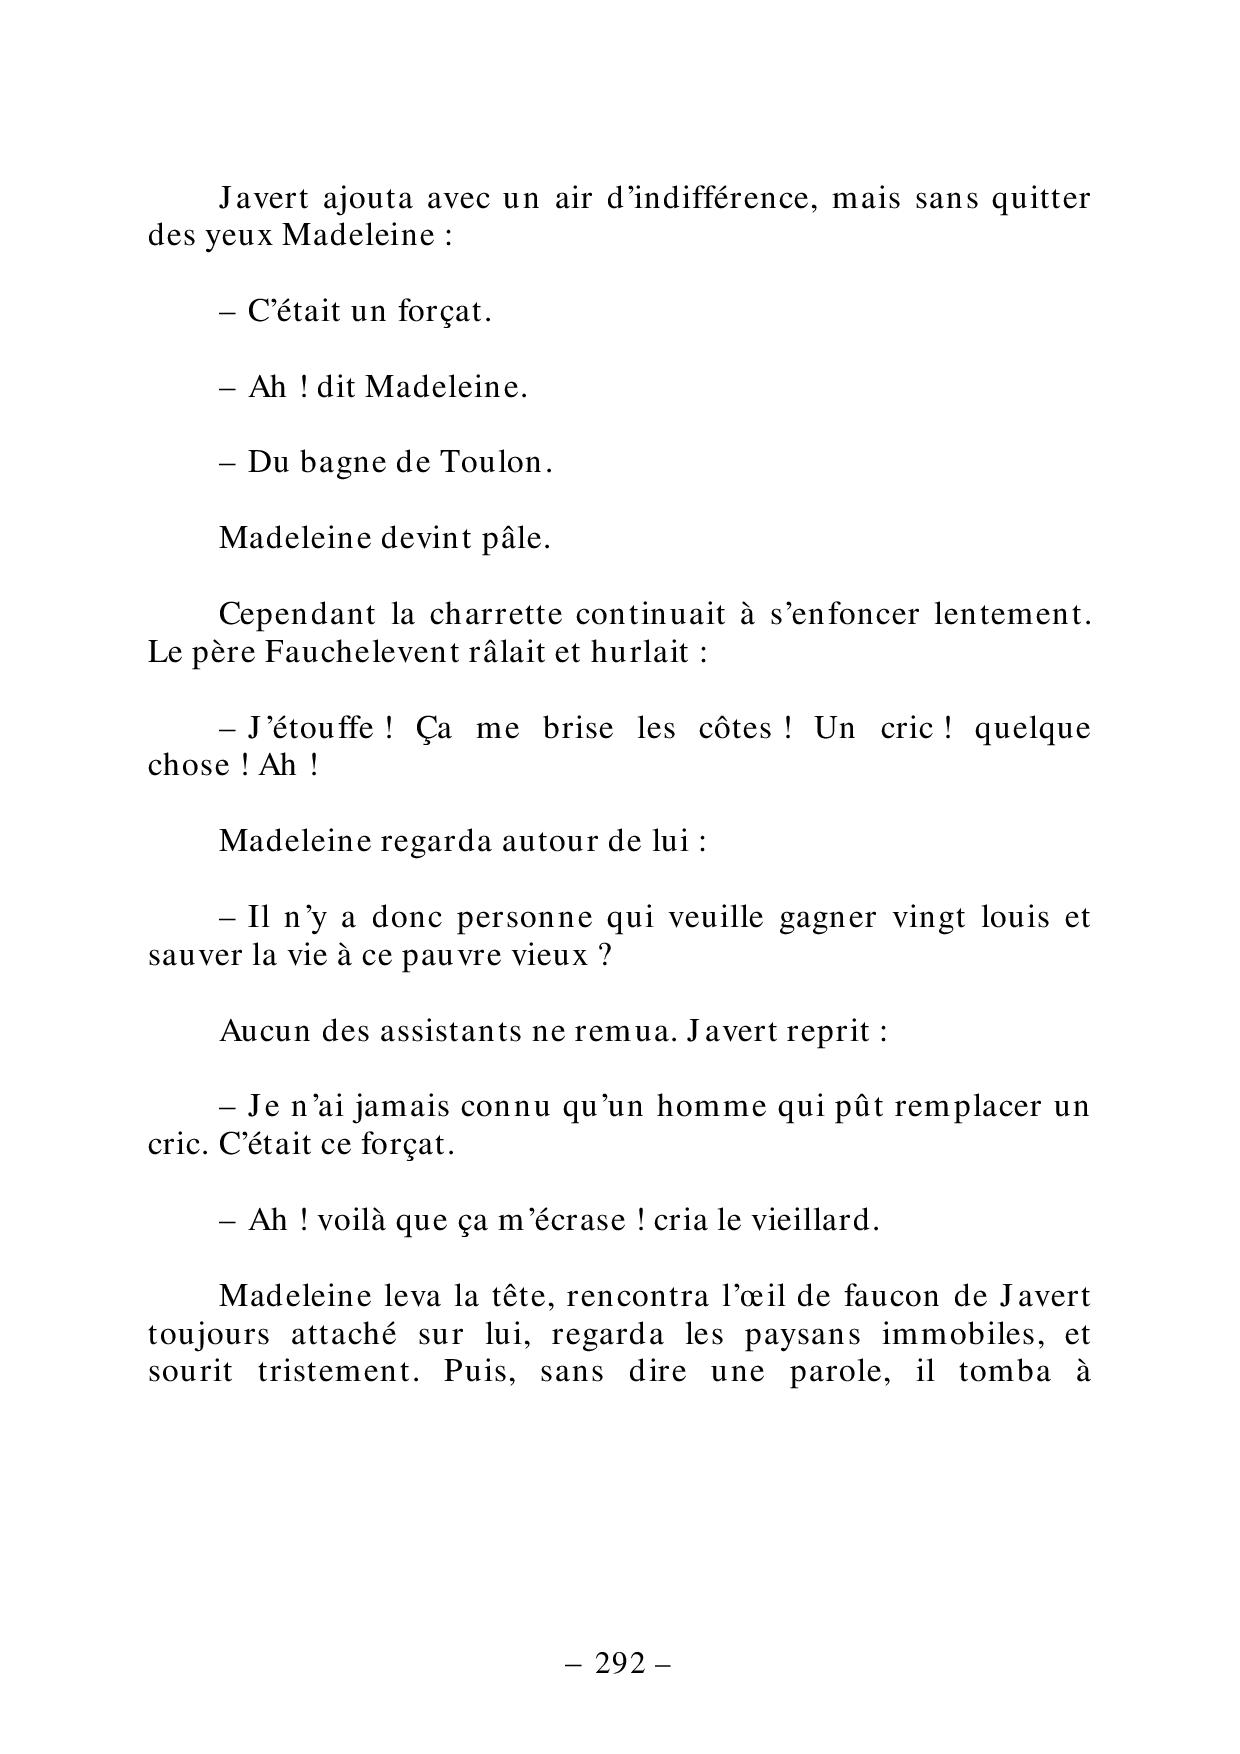 Javert ajouta avec un air d’indifférence, mais sans quitter
des yeux Madeleine :
– C’était un forçat.
– Ah ! dit Madeleine.
– Du bagne de Toulon.
Madeleine devint pâle.
Cependant la charrette continuait à s’enfoncer lentement.
Le père Fauchelevent râlait et hurlait :
– J’étouffe ! Ça me brise les côtes ! Un cric ! quelque
chose ! Ah !
Madeleine regarda autour de lui :
– Il n’y a donc personne qui veuille gagner vingt louis et
sauver la vie à ce pauvre vieux ?
Aucun des assistants ne remua. Javert reprit :
– Je n’ai jamais connu qu’un homme qui pût remplacer un
cric. C’était ce forçat.
– Ah ! voilà que ça m’écrase ! cria le vieillard.
Madeleine leva la tête, rencontra l’œil de faucon de Javert
toujours attaché sur lui, regarda les paysans immobiles, et
sourit tristement. Puis, sans dire une parole, il tomba à
– 292 –